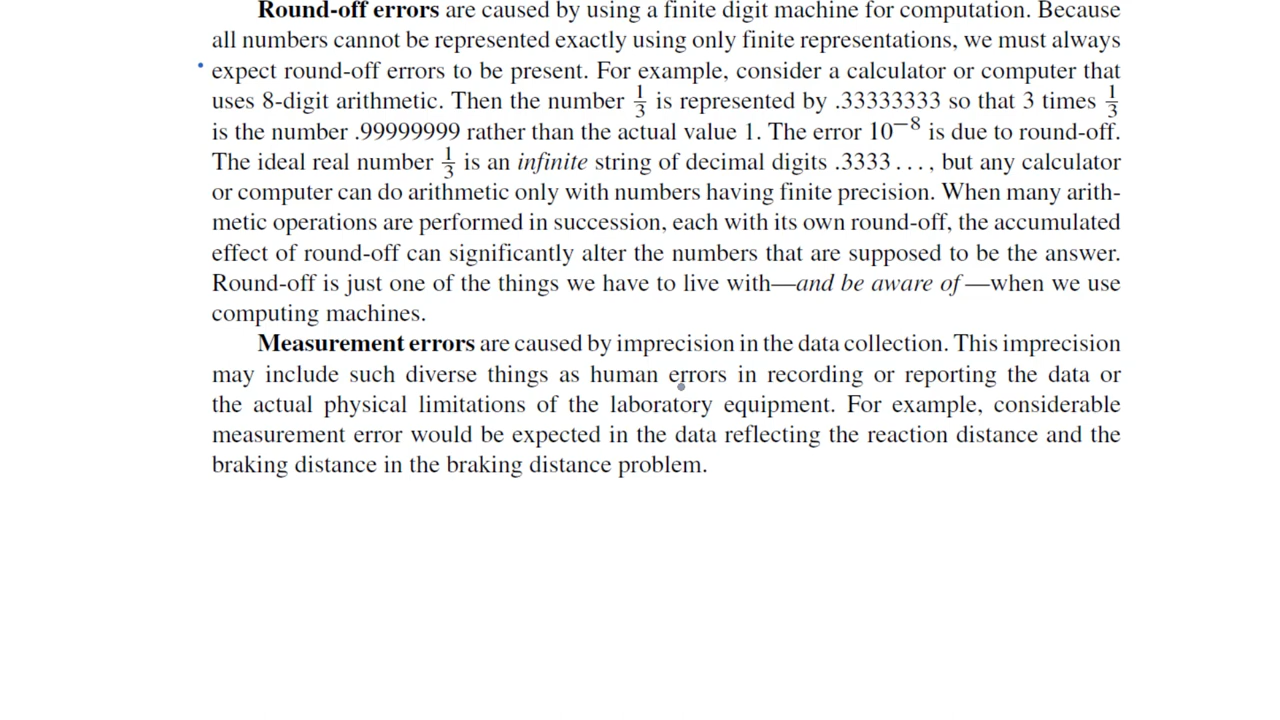 Round-off errors are caused by using a finite digit machine for computation. Because
all numbers cannot be represented exactly using only finite representations, we must always
expect round-off errors to be present. For example, consider a calculator or computer that
uses 8-digit arithmetic. Then the number 1/3 is represented by .33333333 so that 3 times 1/3
is the number .99999999 rather than the actual value 1. The error 10⁻⁸ is due to round-off.
The ideal real number 1/3 is an infinite string of decimal digits .3333 . . . , but any calculator
or computer can do arithmetic only with numbers having finite precision. When many arith-
metic operations are performed in succession, each with its own round-off, the accumulated
effect of round-off can significantly alter the numbers that are supposed to be the answer.
Round-off is just one of the things we have to live with—and be aware of—when we use
computing machines.
Measurement errors are caused by imprecision in the data collection. This imprecision
may include such diverse things as human errors in recording or reporting the data or
the actual physical limitations of the laboratory equipment. For example, considerable
measurement error would be expected in the data reflecting the reaction distance and the
braking distance in the braking distance problem.